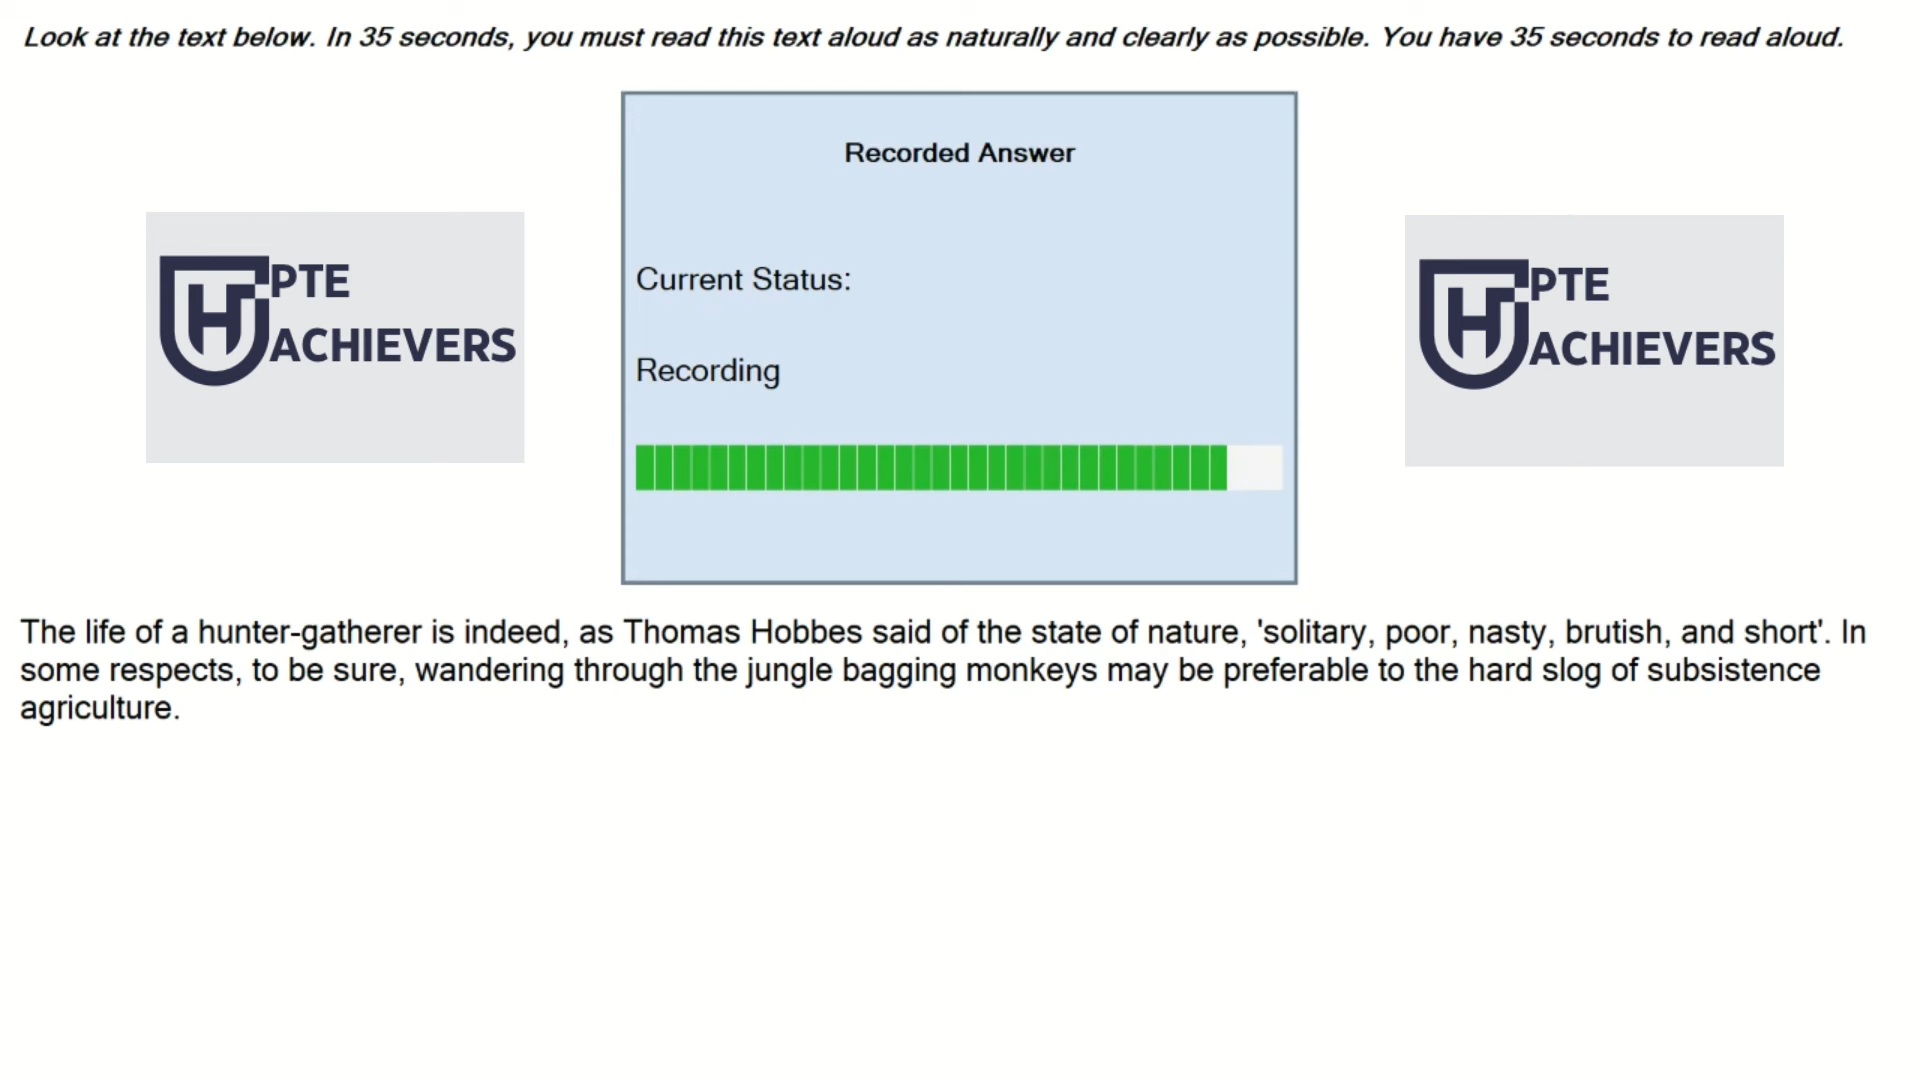 Look at the text below. In 35 seconds, you must read this text aloud as naturally and clearly as possible. You have 35 seconds to read aloud.
Recorded Answer
PTE
ACHIEVERS
Current Status:
Recording
PTE
ACHIEVERS
The life of a hunter-gatherer is indeed, as Thomas Hobbes said of the state of nature, 'solitary, poor, nasty, brutish, and short'. In
some respects, to be sure, wandering through the jungle bagging monkeys may be preferable to the hard slog of subsistence
agriculture.